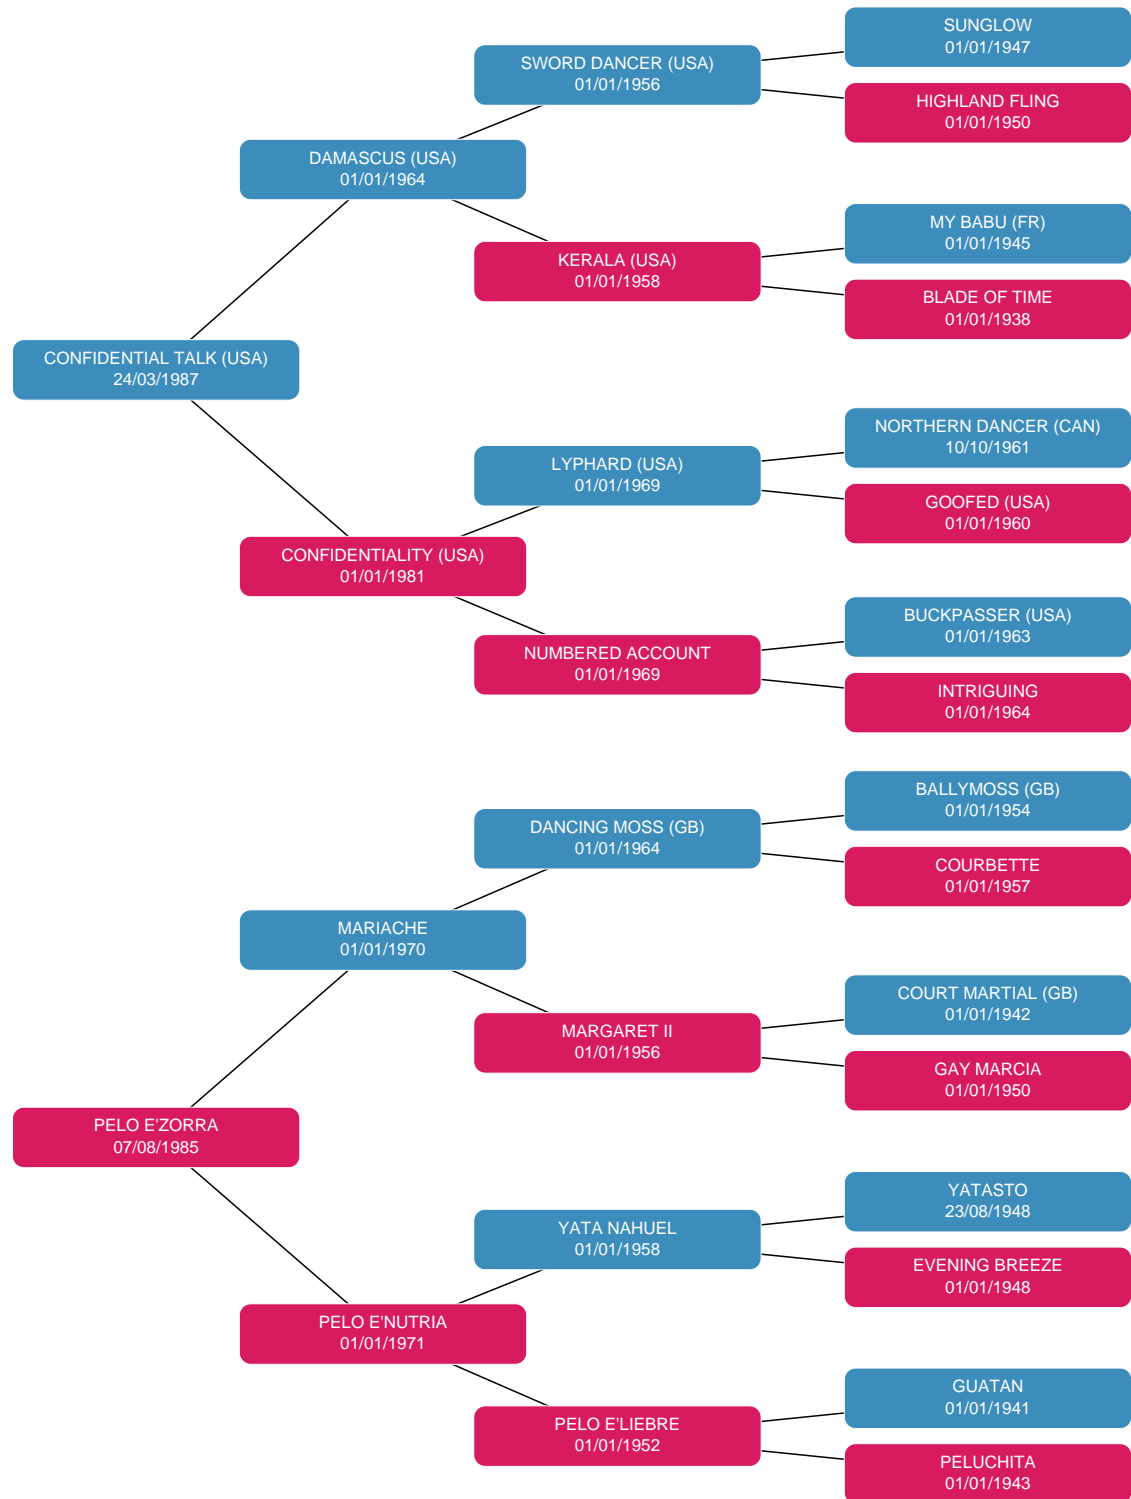 SUNGLOW
01/01/1947
SWORD DANCER (USA)
01/01/1956
HIGHLAND FLING
01/01/1950
DAMASCUS (USA)
01/01/1964
MY BABU (FR)
01/01/1945
KERALA (USA)
01/01/1958
BLADE OF TIME
01/01/1938
CONFIDENTIAL TALK (USA)
24/03/1987
NORTHERN DANCER (CAN)
10/10/1961
LYPHARD (USA)
01/01/1969
GOOFED (USA)
01/01/1960
CONFIDENTIALITY (USA)
01/01/1981
BUCKPASSER (USA)
01/01/1963
NUMBERED ACCOUNT
01/01/1969
INTRIGUING
01/01/1964
BALLYMOSS (GB)
01/01/1954
DANCING MOSS (GB)
01/01/1964
COURBETTE
01/01/1957
MARIACHE
01/01/1970
COURT MARTIAL (GB)
01/01/1942
MARGARET II
01/01/1956
GAY MARCIA
01/01/1950
PELO E'ZORRA
07/08/1985
YATASTO
23/08/1948
YATA NAHUEL
01/01/1958
EVENING BREEZE
01/01/1948
PELO E'NUTRIA
01/01/1971
GUATAN
01/01/1941
PELO E'LIEBRE
01/01/1952
PELUCHITA
01/01/1943